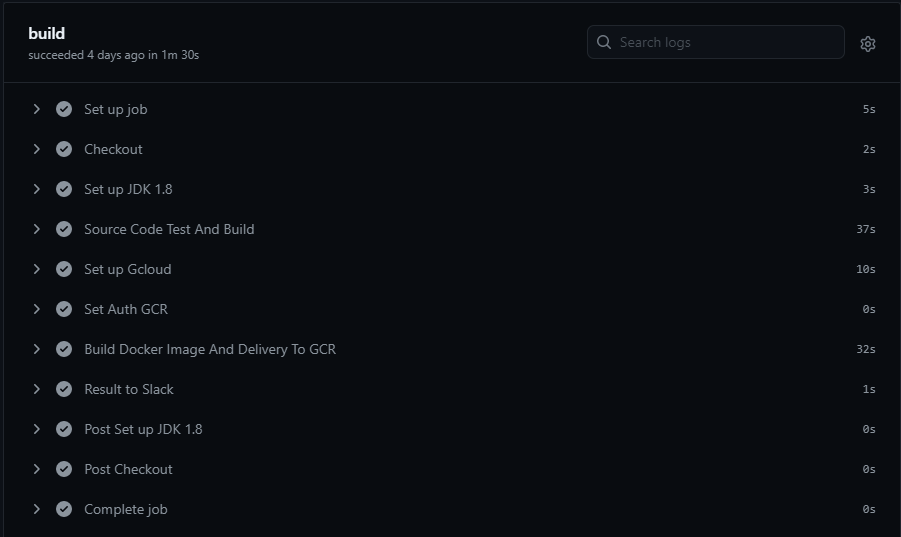 build
succeeded 4 days ago in 1m 30s
Search logs
Set up job 5s
Checkout 2s
Set up JDK 1.8 3s
Source Code Test And Build 37s
Set up Gcloud 10s
Set Auth GCR 0s
Build Docker Image And Delivery To GCR 32s
Result to Slack 1s
Post Set up JDK 1.8 0s
Post Checkout 0s
Complete job 0s